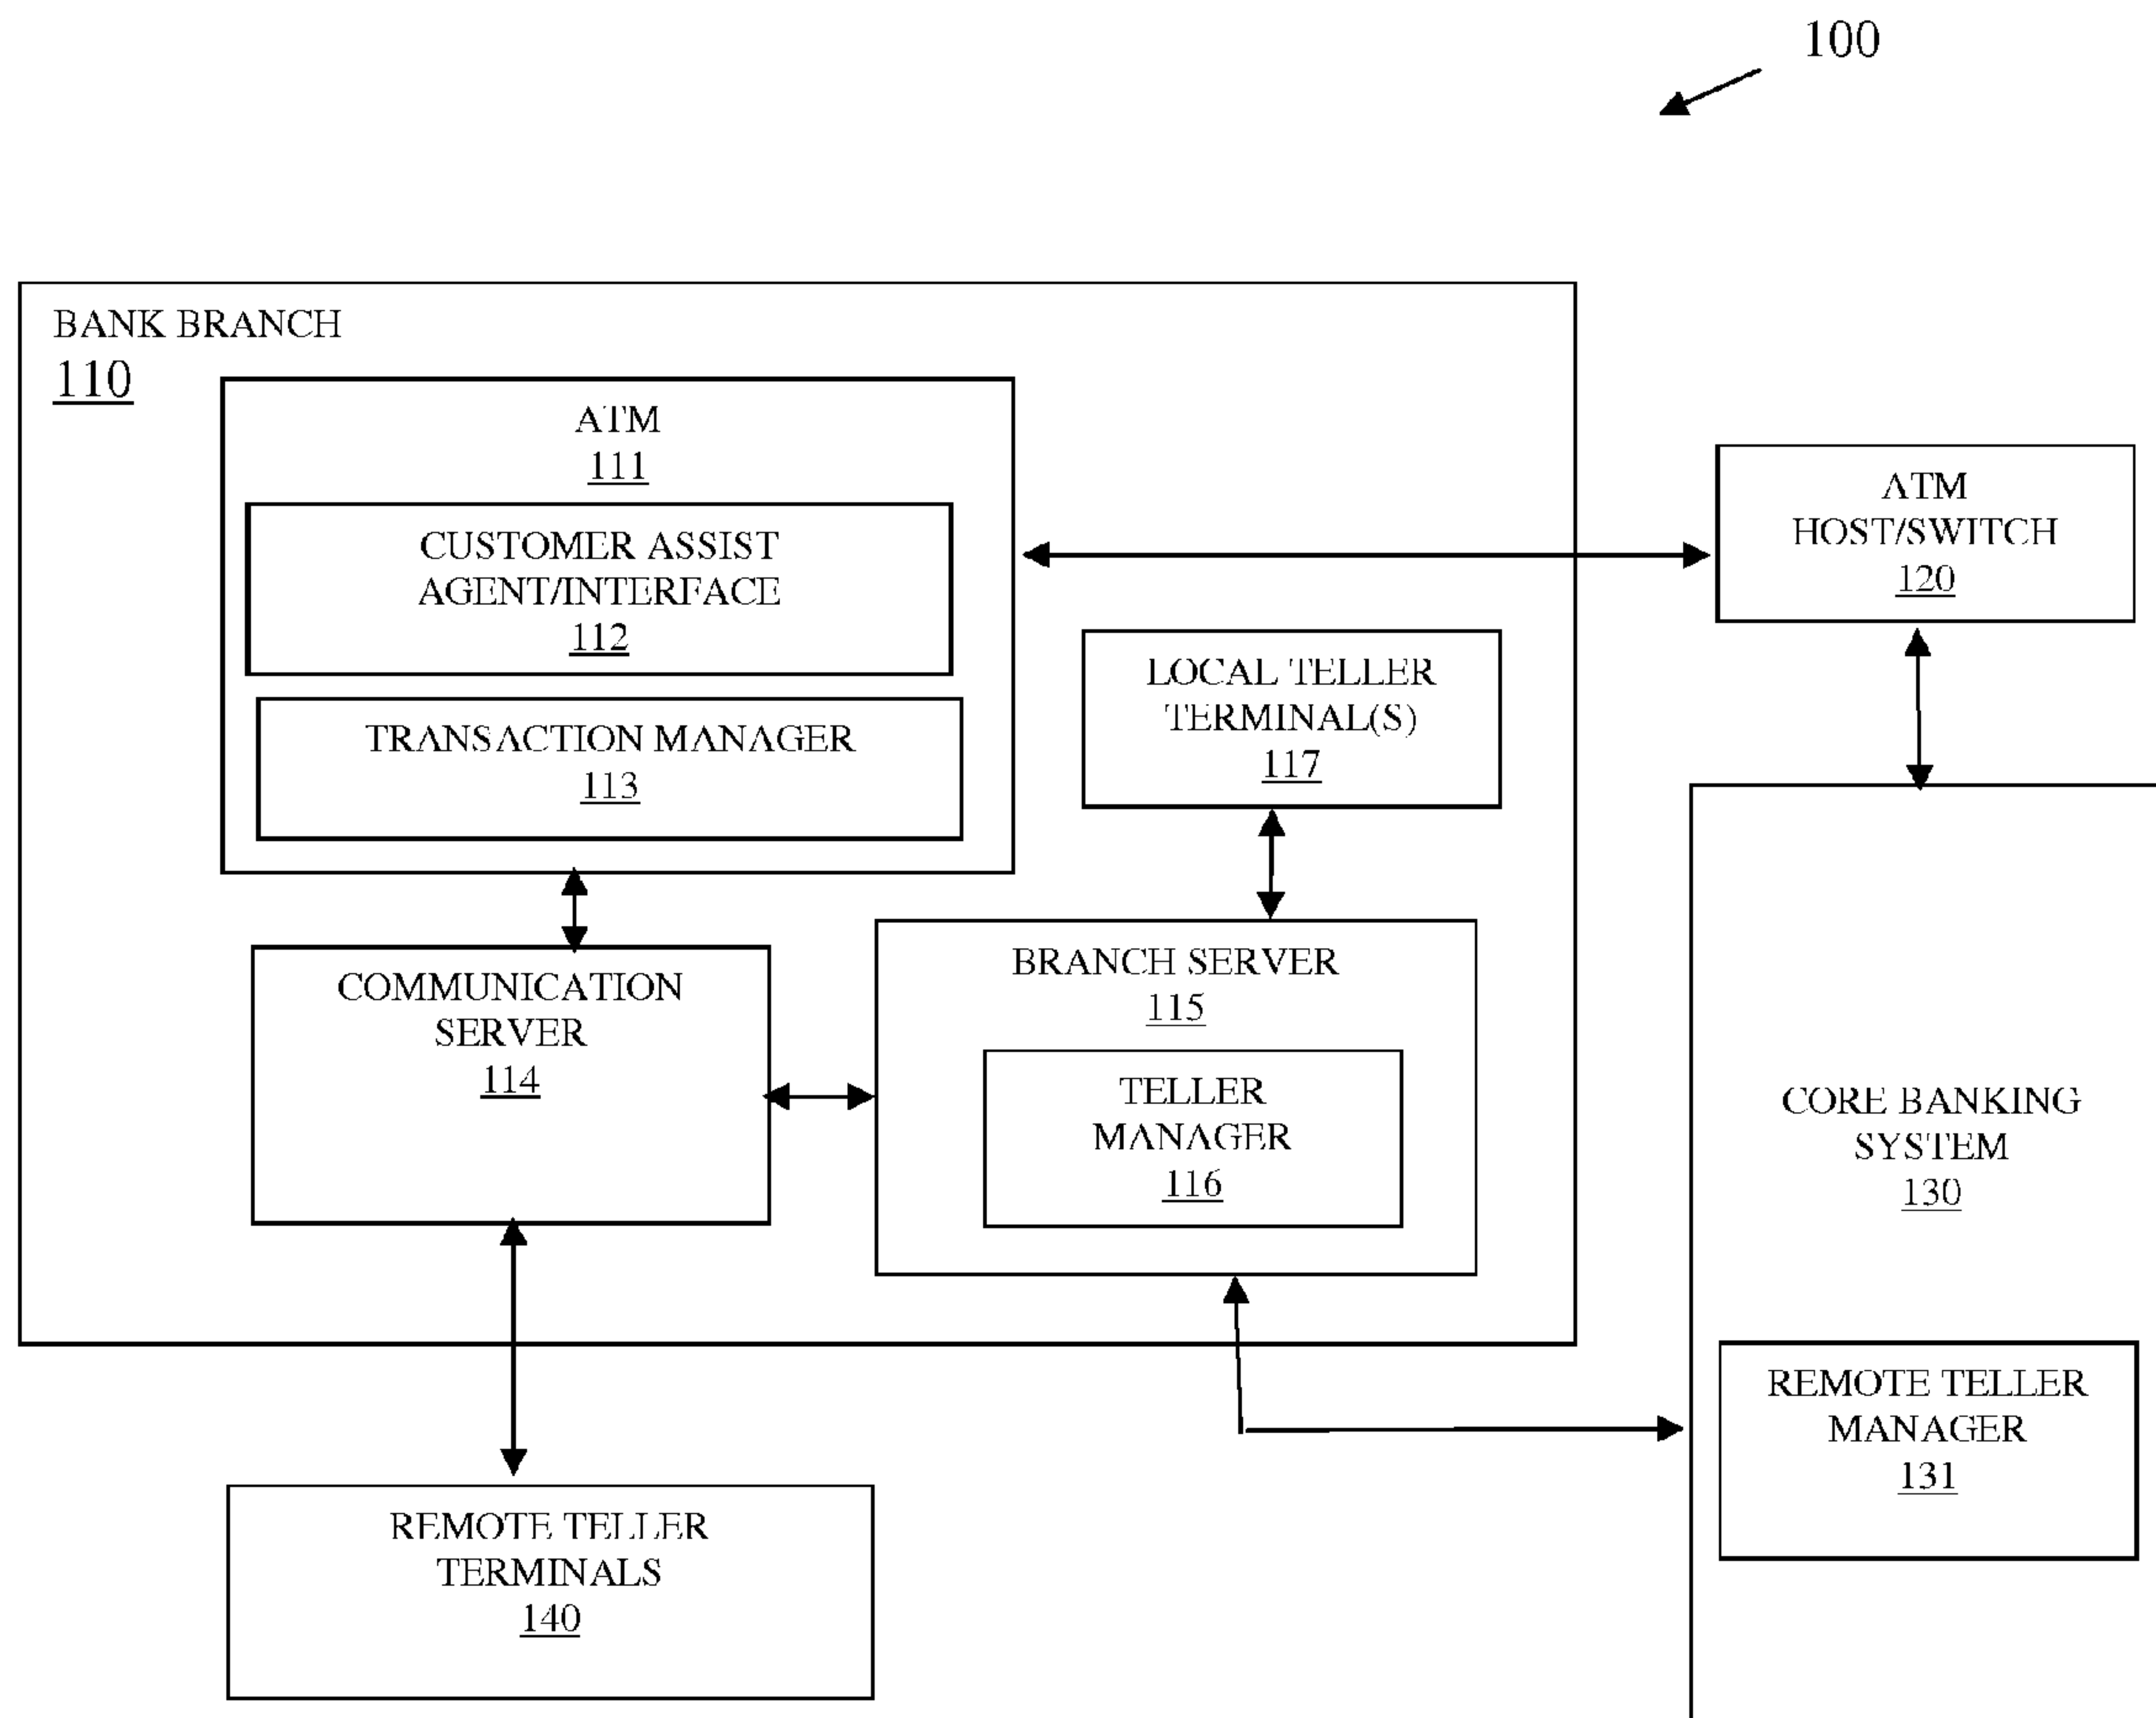 100
BANK BRANCH
110
ATM
111
CUSTOMER ASSIST
AGENT/INTERFACE
112
TRANSACTION MANAGER
113
ATM
HOST/SWITCH
120
LOCAL TELLER
TERMINAL(S)
117
COMMUNICATION
SERVER
114
BRANCH SERVER
115
TELLER
MANAGER
116
CORE BANKING
SYSTEM
130
REMOTE TELLER
MANAGER
131
REMOTE TELLER
TERMINALS
140